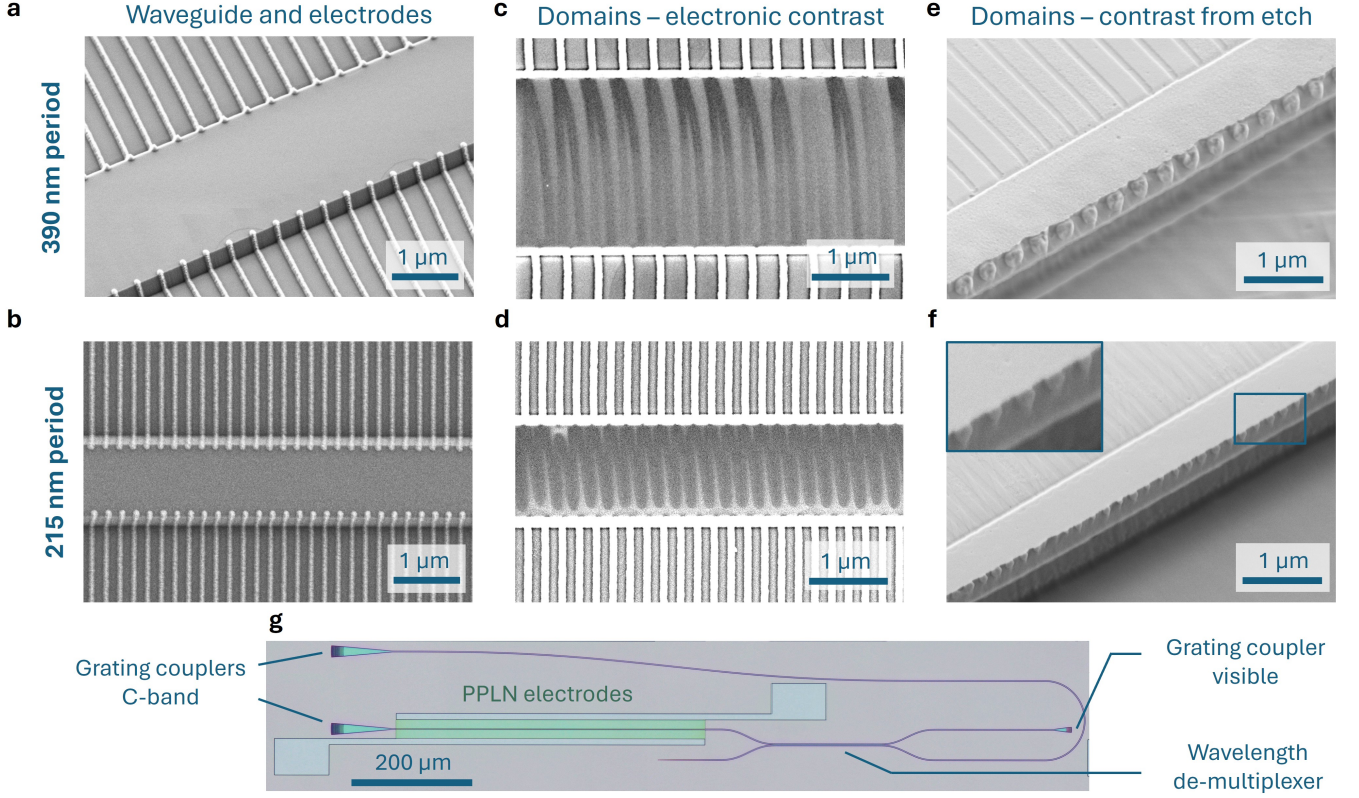 a
Waveguide and electrodes
c
Domains – electronic contrast
e
Domains – contrast from etch
390 nm period
1 µm
1 µm
1 µm
b
d
f
215 nm period
1 µm
1 µm
1 µm
g
Grating couplers
C-band
PPLN electrodes
200 µm
Grating coupler
visible
Wavelength
de-multiplexer